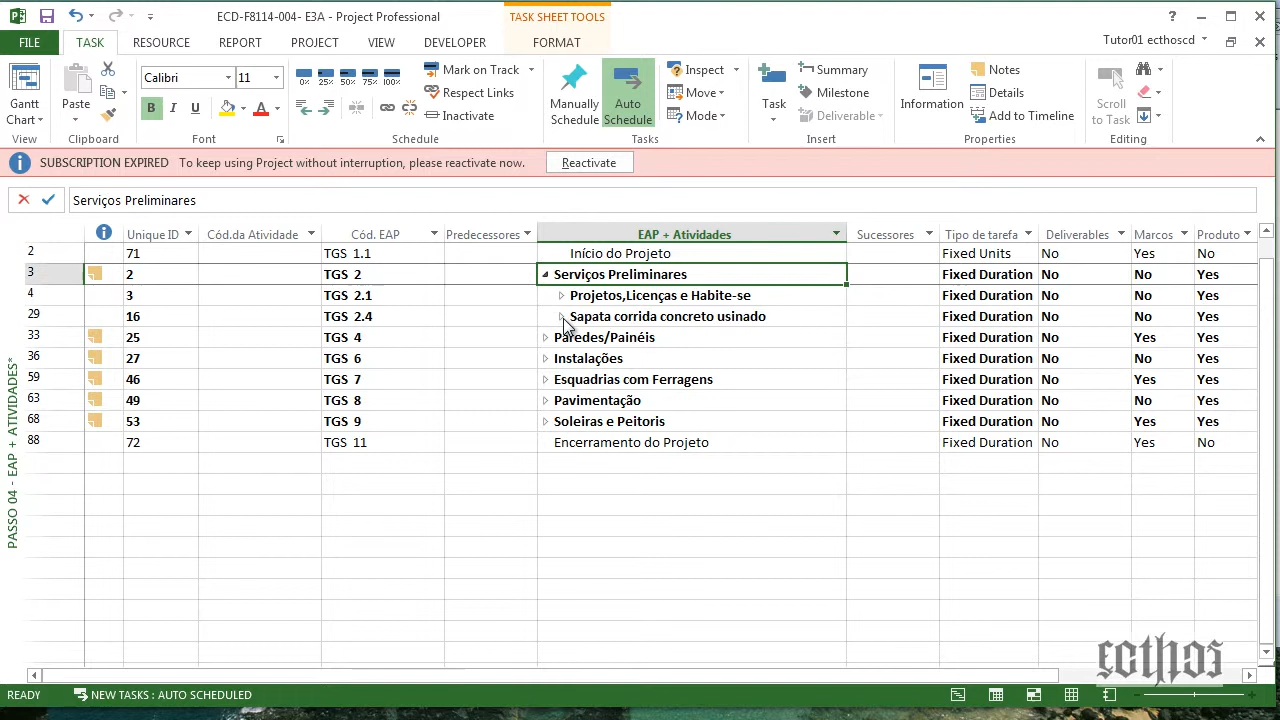 ECD-F8114-004- E3A - Project Professional
TASK SHEET TOOLS
FILE TASK RESOURCE REPORT PROJECT VIEW DEVELOPER FORMAT
Tutor01 ecthoscd
Gantt Chart
View
Paste
Clipboard
Calibri 11
B I U A
Font
0% 25% 50% 75% 100%
Mark on Track
Respect Links
Inactivate
Schedule
Manually Schedule
Auto Schedule
Inspect
Move
Mode
Tasks
Task
Summary
Milestone
Deliverable
Insert
Information
Notes
Details
Add to Timeline
Properties
Scroll to Task
Editing
SUBSCRIPTION EXPIRED To keep using Project without interruption, please reactivate now. Reactivate
Serviços Preliminares
Unique ID Cód.da Atividade Cód. EAP Predecessores EAP + Atividades Sucessores Tipo de tarefa Deliverables Marcos Produto
2 71 TGS 1.1 Início do Projeto Fixed Units No Yes No
3 2 TGS 2 Serviços Preliminares Fixed Duration No No Yes
4 3 TGS 2.1 Projetos,Licenças e Habite-se Fixed Duration No No Yes
29 16 TGS 2.4 Sapata corrida concreto usinado Fixed Duration No No Yes
33 25 TGS 4 Paredes/Painéis Fixed Duration No Yes Yes
36 27 TGS 6 Instalações Fixed Duration No No Yes
59 46 TGS 7 Esquadrias com Ferragens Fixed Duration No Yes Yes
63 49 TGS 8 Pavimentação Fixed Duration No No Yes
68 53 TGS 9 Soleiras e Peitoris Fixed Duration No Yes Yes
88 72 TGS 11 Encerramento do Projeto Fixed Duration No Yes No
PASSO 04 - EAP + ATIVIDADES*
ecthos
READY NEW TASKS : AUTO SCHEDULED